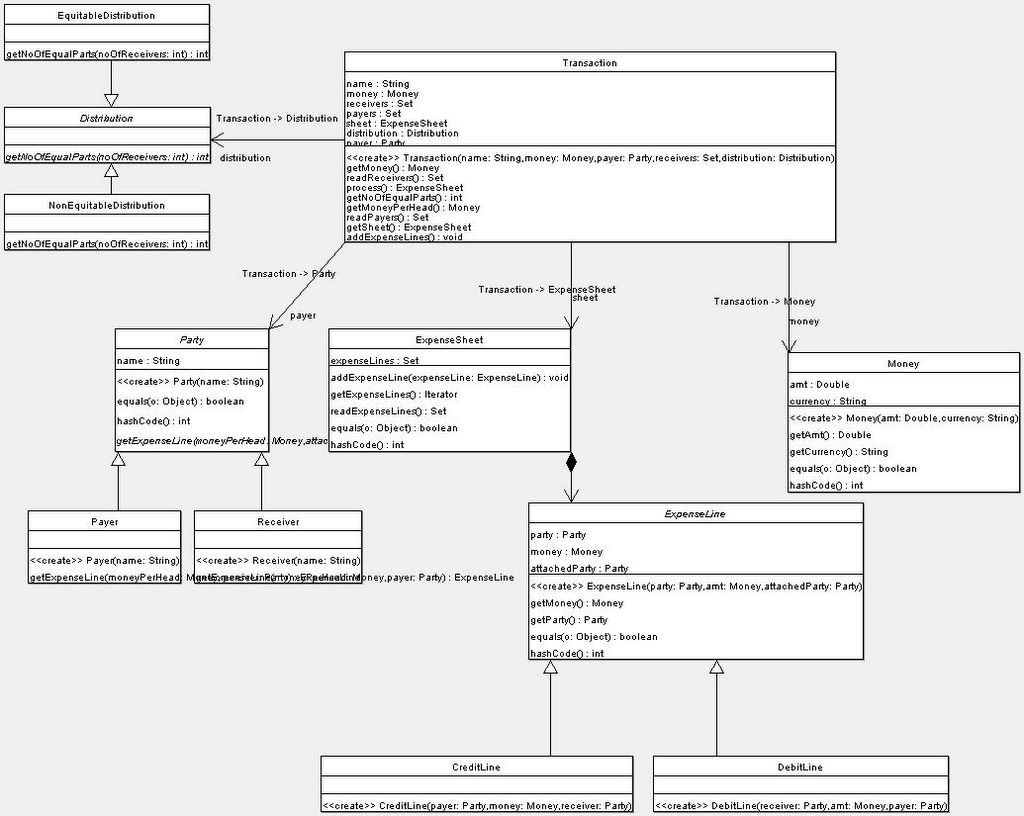 EquitableDistribution
getNoOfEqualParts(noOfReceivers: int) : int
Distribution
getNoOfEqualParts(noOfReceivers: int) : int
NonEquitableDistribution
getNoOfEqualParts(noOfReceivers: int) : int
Transaction -> Distribution
distribution
Transaction
name : String
money : Money
receivers : Set
payers : Set
sheet : ExpenseSheet
distribution : Distribution
payer : Party
<<create>> Transaction(name: String,money: Money,payer: Party,receivers: Set,distribution: Distribution)
getMoney() : Money
readReceivers() : Set
process() : ExpenseSheet
getNoOfEqualParts() : int
getMoneyPerHead() : Money
readPayers() : Set
getSheet() : ExpenseSheet
addExpenseLines() : void
Transaction -> Party
payer
Transaction -> ExpenseSheet
sheet
Transaction -> Money
money
Party
name : String
<<create>> Party(name: String)
equals(o: Object) : boolean
hashCode() : int
getExpenseLine(moneyPerHead: Money,attac
ExpenseSheet
expenseLines : Set
addExpenseLine(expenseLine: ExpenseLine) : void
getExpenseLines() : Iterator
readExpenseLines() : Set
equals(o: Object) : boolean
hashCode() : int
Money
amt : Double
currency : String
<<create>> Money(amt: Double,currency: String)
getAmt() : Double
getCurrency() : String
equals(o: Object) : boolean
hashCode() : int
Payer
<<create>> Payer(name: String)
getExpenseLine(moneyPerHead:
Receiver
<<create>> Receiver(name: String)
Money,payer: Party) : ExpenseLine
ExpenseLine
party : Party
money : Money
attachedParty : Party
<<create>> ExpenseLine(party: Party,amt: Money,attachedParty: Party)
getMoney() : Money
getParty() : Party
equals(o: Object) : boolean
hashCode() : int
CreditLine
<<create>> CreditLine(payer: Party,money: Money,receiver: Party)
DebitLine
<<create>> DebitLine(receiver: Party,amt: Money,payer: Party)